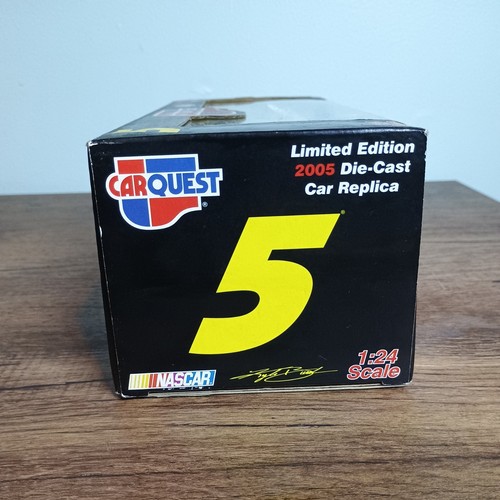 CARQUEST
Limited Edition
2005 Die-Cast
Car Replica
5
NASCAR
1:24
Scale